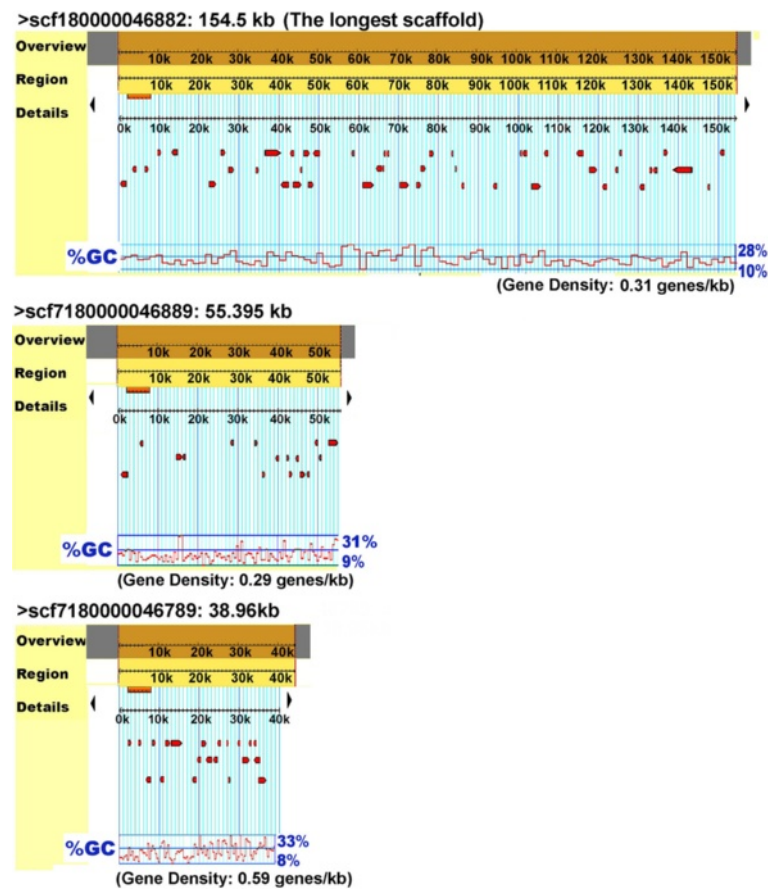 >scf180000046882: 154.5 kb (The longest scaffold)
Overview 10k 20k 30k 40k 50k 60k 70k 80k 90k 100k 110k 120k 130k 140k 150k
Region 10k 20k 30k 40k 50k 60k 70k 80k 90k 100k 110k 120k 130k 140k 150k
Details
0k 10k 20k 30k 40k 50k 60k 70k 80k 90k 100k 110k 120k 130k 140k 150k
%GC 28%
10%
(Gene Density: 0.31 genes/kb)
>scf7180000046889: 55.395 kb
Overview 10k 20k 30k 40k 50k
Region 10k 20k 30k 40k 50k
Details
0k 10k 20k 30k 40k 50k
%GC 31%
9%
(Gene Density: 0.29 genes/kb)
>scf7180000046789: 38.96kb
Overview 10k 20k 30k 40k
Region 10k 20k 30k 40k
Details
0k 10k 20k 30k 40k
%GC 33%
8%
(Gene Density: 0.59 genes/kb)